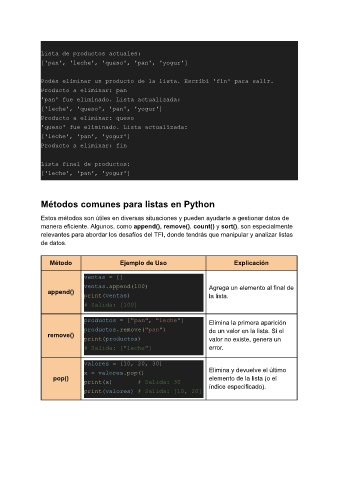 Lista de productos actuales:
['pan', 'leche', 'queso', 'pan', 'yogur']
Podés eliminar un producto de la lista. Escribí 'fin' para salir.
Producto a eliminar: pan
'pan' fue eliminado. Lista actualizada:
['leche', 'queso', 'pan', 'yogur']
Producto a eliminar: queso
'queso' fue eliminado. Lista actualizada:
['leche', 'pan', 'yogur']
Producto a eliminar: fin
Lista final de productos:
['leche', 'pan', 'yogur']
Métodos comunes para listas en Python
Estos métodos son útiles en diversas situaciones y pueden ayudarte a gestionar datos de
manera eficiente. Algunos, como append(), remove(), count() y sort(), son especialmente
relevantes para abordar los desafíos del TFI, donde tendrás que manipular y analizar listas
de datos.
Método Ejemplo de Uso Explicación
append()
ventas = []
ventas.append(100)
print(ventas)
# Salida: [100]
Agrega un elemento al final de
la lista.
remove()
productos = ["pan", "leche"]
productos.remove("pan")
print(productos)
# Salida: ["leche"]
Elimina la primera aparición
de un valor en la lista. Si el
valor no existe, genera un
error.
pop()
valores = [10, 20, 30]
x = valores.pop()
print(x) # Salida: 30
print(valores) # Salida: [10, 20]
Elimina y devuelve el último
elemento de la lista (o el
índice especificado).